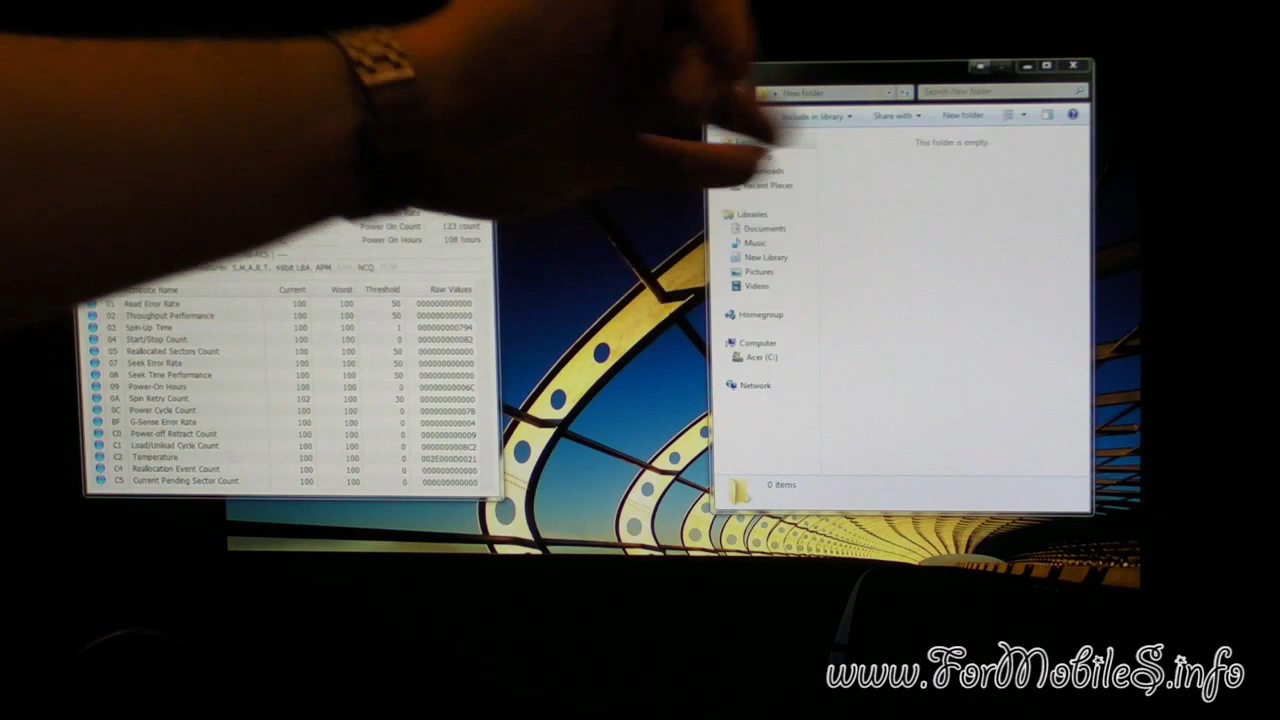 New folder
Search New folder
Include in library
Share with
New folder
This folder is empty.
Recent Places
Libraries
Documents
Music
New Library
Pictures
Videos
Homegroup
Computer
Acer (C:)
Network
0 items
Power On Count 123 count
Power On Hours 108 hours
S.M.A.R.T., 48bit LBA, APM, NCQ
Attribute Name Current Worst Threshold Raw Values
01 Read Error Rate 100 100 50 000000000000
02 Throughput Performance 100 100 50 000000000000
03 Spin-Up Time 100 100 1 000000000794
04 Start/Stop Count 100 100 0 000000000082
05 Reallocated Sectors Count 100 100 50 000000000000
07 Seek Error Rate 100 100 50 000000000000
08 Seek Time Performance 100 100 50 000000000000
09 Power-On Hours 100 100 0 00000000006C
0A Spin Retry Count 102 100 30 000000000000
0C Power Cycle Count 100 100 0 00000000007B
BF G-Sense Error Rate 100 100 0 000000000004
C0 Power-off Retract Count 100 100 0 000000000009
C1 Load/Unload Cycle Count 100 100 0 0000000008C2
C2 Temperature 100 100 0 002E000D0021
C4 Reallocation Event Count 100 100 0 000000000000
C5 Current Pending Sector Count 100 100 0 000000000000
www.ForMobileS.info